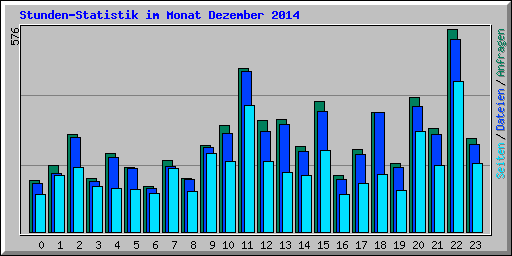 Stunden-Statistik im Monat Dezember 2014
576
Seiten/Dateien/Anfragen
0 1 2 3 4 5 6 7 8 9 10 11 12 13 14 15 16 17 18 19 20 21 22 23